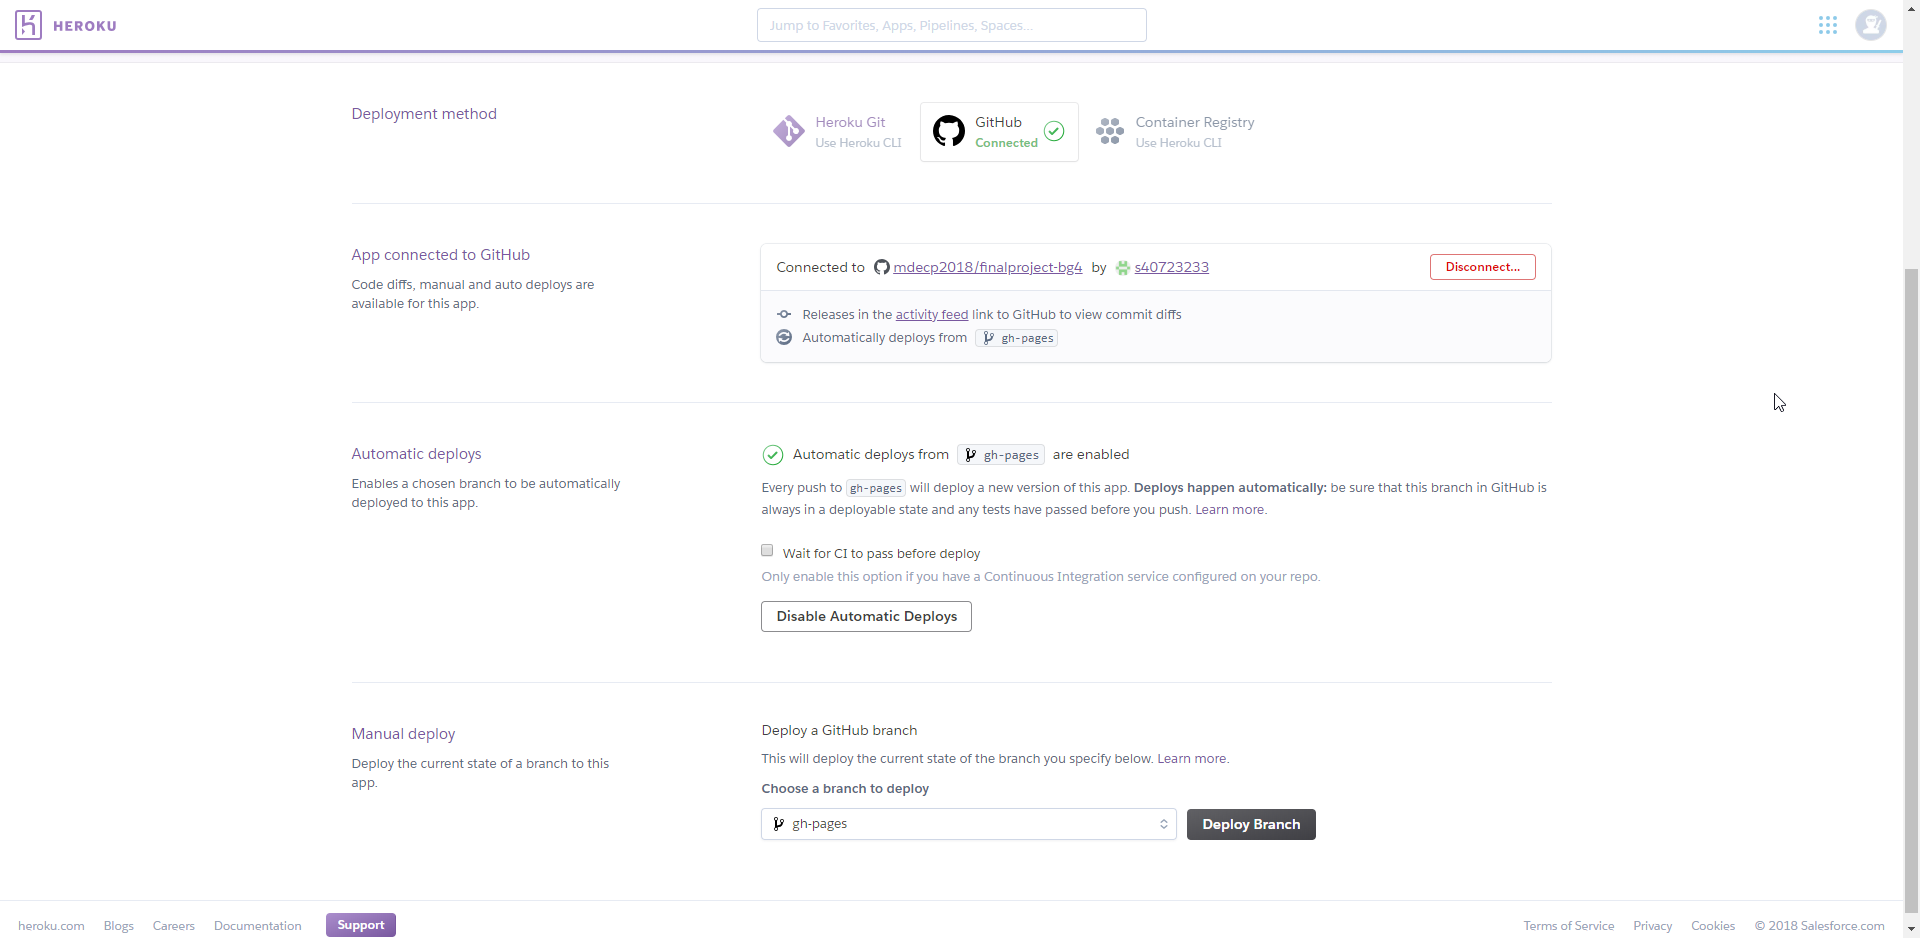 HEROKU
Jump to Favorites, Apps, Pipelines, Spaces...
Deployment method
Heroku Git
Use Heroku CLI
GitHub
Connected
Container Registry
Use Heroku CLI
App connected to GitHub
Code diffs, manual and auto deploys are
available for this app.
Connected to mdecp2018/finalproject-bg4 by s40723233
Disconnect...
Releases in the activity feed link to GitHub to view commit diffs
Automatically deploys from gh-pages
Automatic deploys
Enables a chosen branch to be automatically
deployed to this app.
Automatic deploys from gh-pages are enabled
Every push to gh-pages will deploy a new version of this app. Deploys happen automatically: be sure that this branch in GitHub is
always in a deployable state and any tests have passed before you push. Learn more.
Wait for CI to pass before deploy
Only enable this option if you have a Continuous Integration service configured on your repo.
Disable Automatic Deploys
Manual deploy
Deploy the current state of a branch to this
app.
Deploy a GitHub branch
This will deploy the current state of the branch you specify below. Learn more.
Choose a branch to deploy
gh-pages
Deploy Branch
heroku.com Blogs Careers Documentation Support
Terms of Service Privacy Cookies © 2018 Salesforce.com